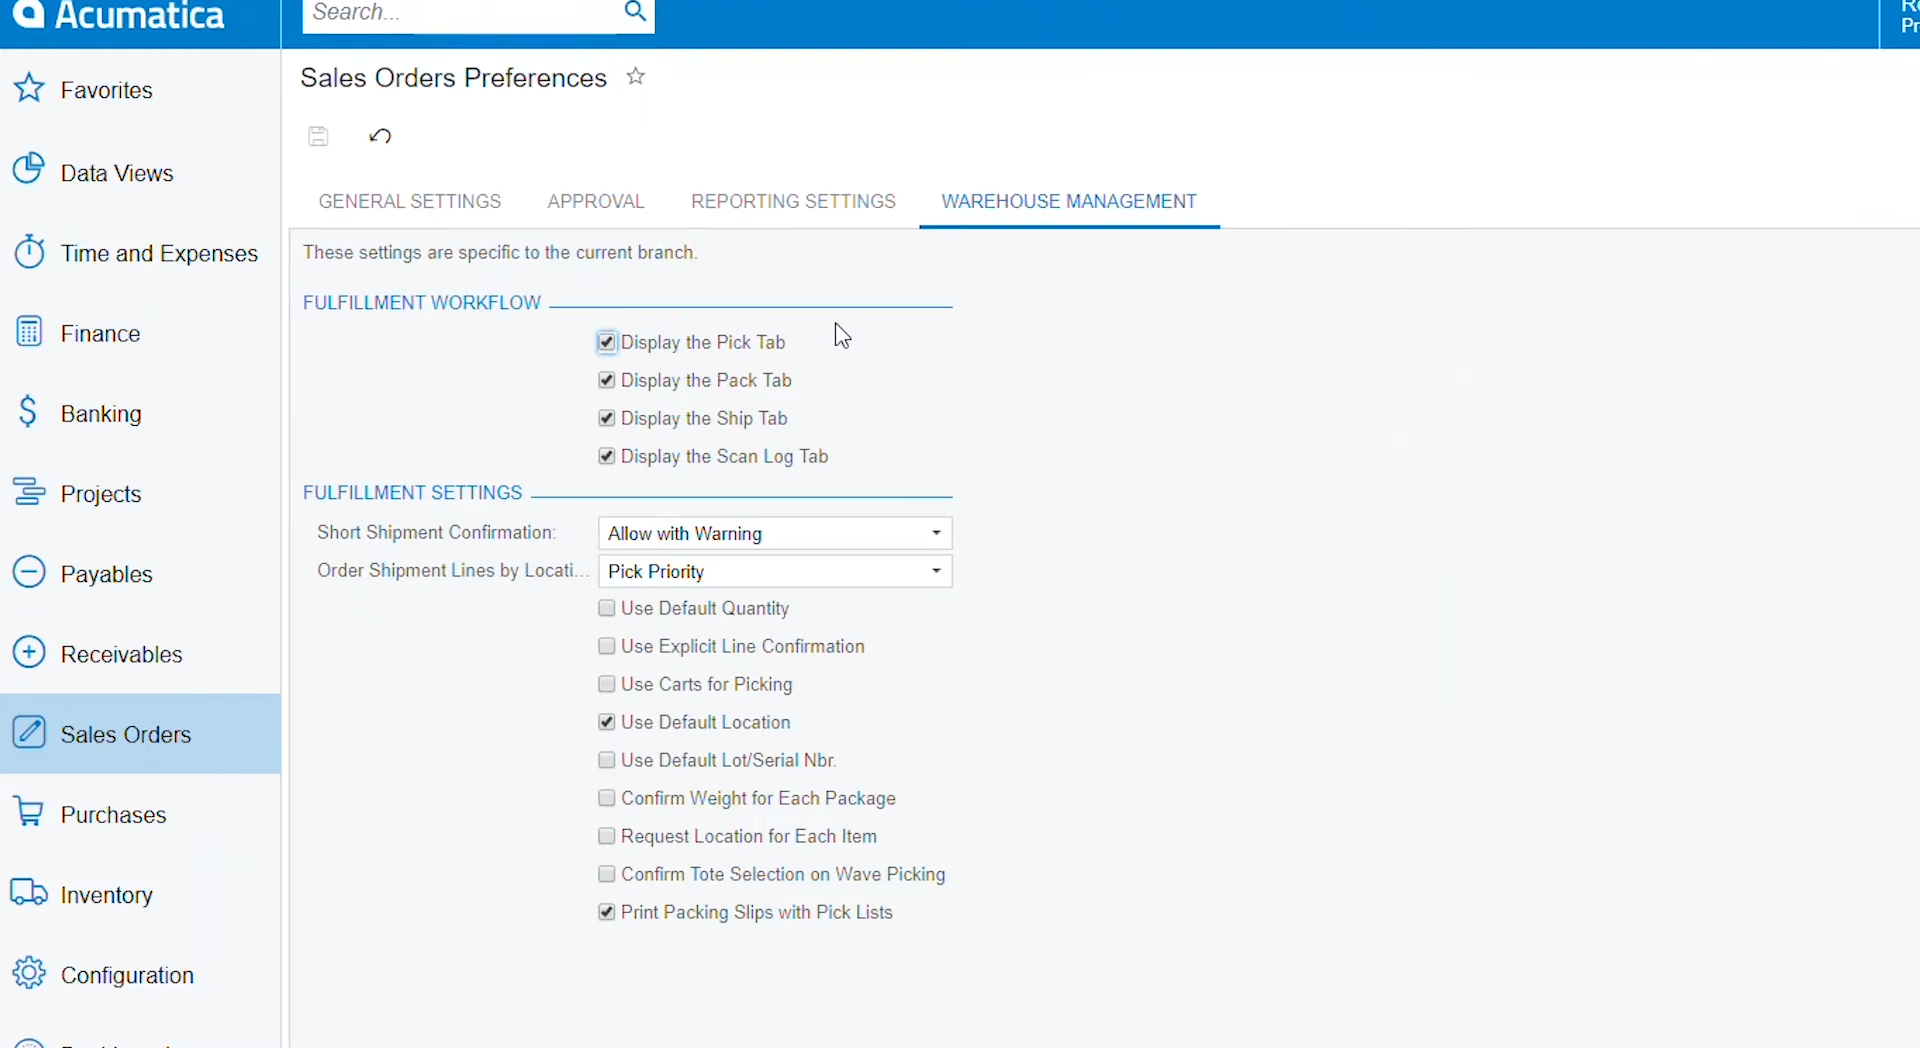 Acumatica
Search...
Favorites
Data Views
Time and Expenses
Finance
Banking
Projects
Payables
Receivables
Sales Orders
Purchases
Inventory
Configuration
Sales Orders Preferences
GENERAL SETTINGS
APPROVAL
REPORTING SETTINGS
WAREHOUSE MANAGEMENT
These settings are specific to the current branch.
FULFILLMENT WORKFLOW
Display the Pick Tab
Display the Pack Tab
Display the Ship Tab
Display the Scan Log Tab
FULFILLMENT SETTINGS
Short Shipment Confirmation: Allow with Warning
Order Shipment Lines by Locati... Pick Priority
Use Default Quantity
Use Explicit Line Confirmation
Use Carts for Picking
Use Default Location
Use Default Lot/Serial Nbr.
Confirm Weight for Each Package
Request Location for Each Item
Confirm Tote Selection on Wave Picking
Print Packing Slips with Pick Lists